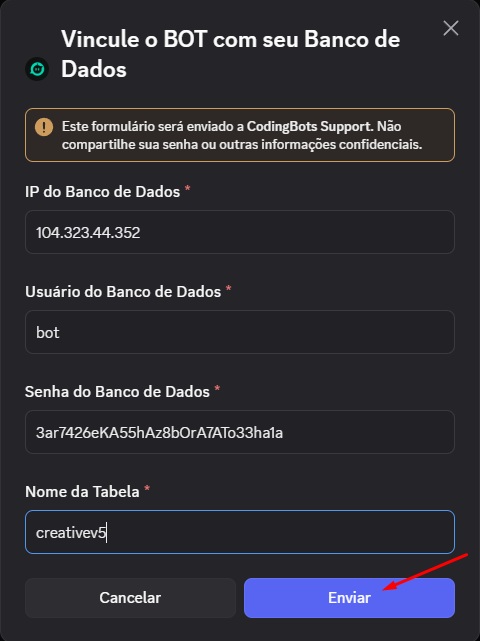 Vincule o BOT com seu Banco de
Dados
Este formulário será enviado a CodingBots Support. Não
compartilhe sua senha ou outras informações confidenciais.
IP do Banco de Dados *
104.323.44.352
Usuário do Banco de Dados *
bot
Senha do Banco de Dados *
3ar7426eKA55hAz8bOrA7ATo33ha1a
Nome da Tabela *
creativev5
Cancelar
Enviar